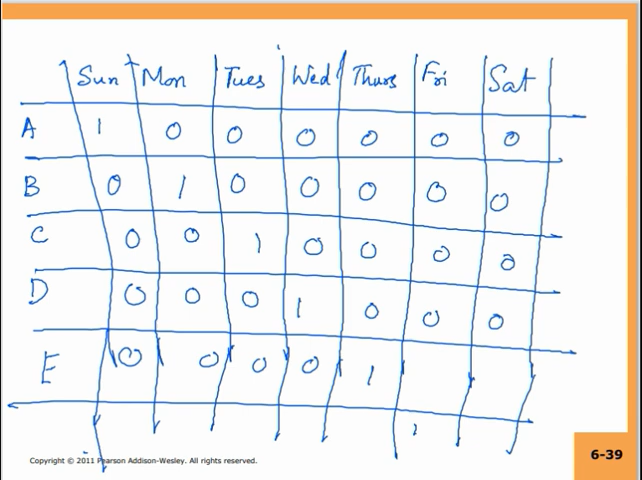 Sun Mon Tues Wed Thurs Fri Sat
A 1 0 0 0 0 0 0
B 0 1 0 0 0 0 0
C 0 0 1 0 0 0 0
D 0 0 0 1 0 0 0
E 0 0 0 0 1
Copyright © 2011 Pearson Addison-Wesley. All rights reserved.
6-39